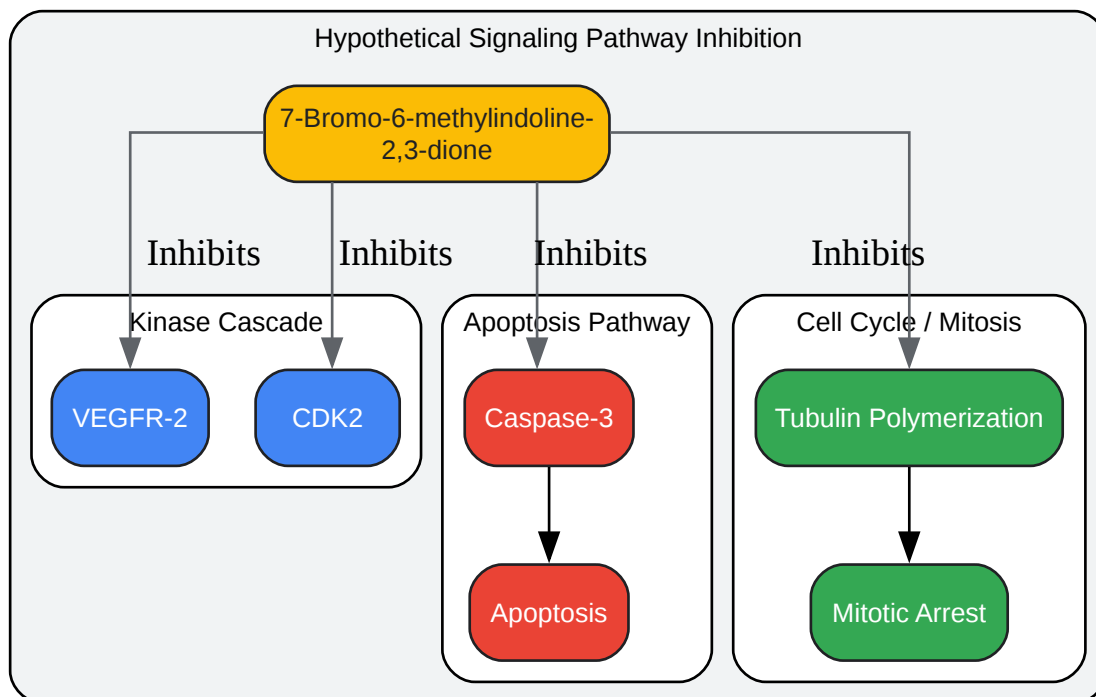 Hypothetical Signaling Pathway Inhibition
7-Bromo-6-methylindoline-
2,3-dione
Inhibits
Inhibits
Inhibits
Inhibits
Kinase Cascade
Apoptosis Pathway
Cell Cycle / Mitosis
VEGFR-2
CDK2
Caspase-3
Tubulin Polymerization
Apoptosis
Mitotic Arrest